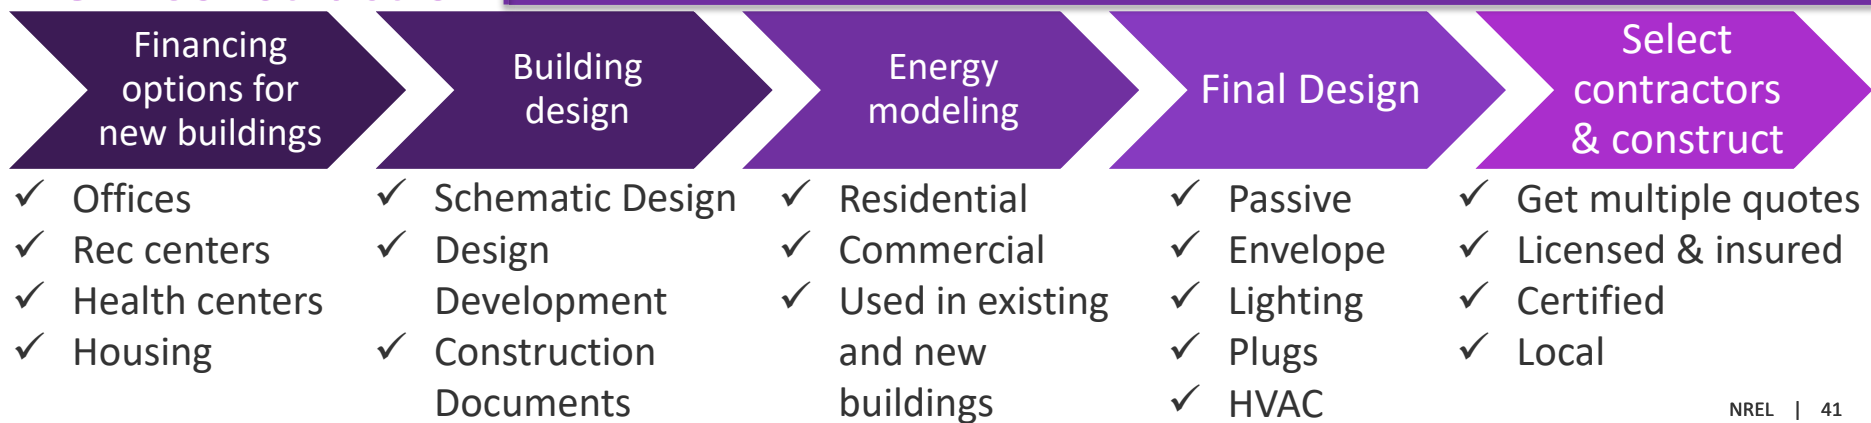 Financing
options for
new buildings
Building
design
Energy
modeling
Final Design
Select
contractors
& construct
✓ Offices
✓ Rec centers
✓ Health centers
✓ Housing
✓ Schematic Design
✓ Design
Development
✓ Construction
Documents
✓ Residential
✓ Commercial
✓ Used in existing
and new
buildings
✓ Passive
✓ Envelope
✓ Lighting
✓ Plugs
✓ HVAC
✓ Get multiple quotes
✓ Licensed & insured
✓ Certified
✓ Local
NREL | 41